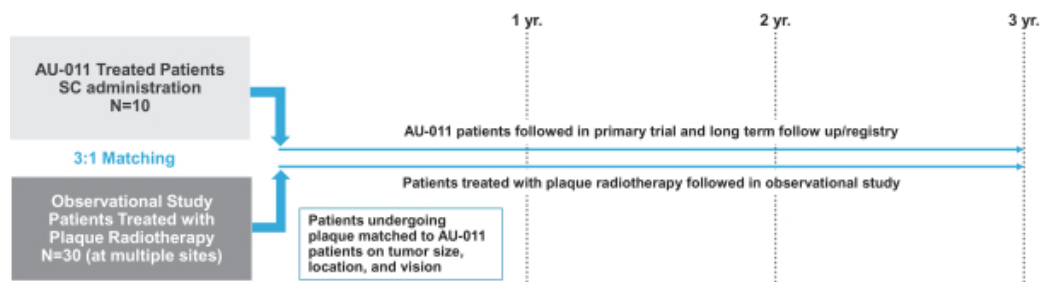 1 yr.
2 yr.
3 yr.
AU-011 Treated Patients
SC administration
N=10
AU-011 patients followed in primary trial and long term follow up/registry
3:1 Matching
Patients treated with plaque radiotherapy followed in observational study
Observational Study
Patients Treated with
Plaque Radiotherapy
N=30 (at multiple sites)
Patients undergoing
plaque matched to AU-011
patients on tumor size,
location, and vision